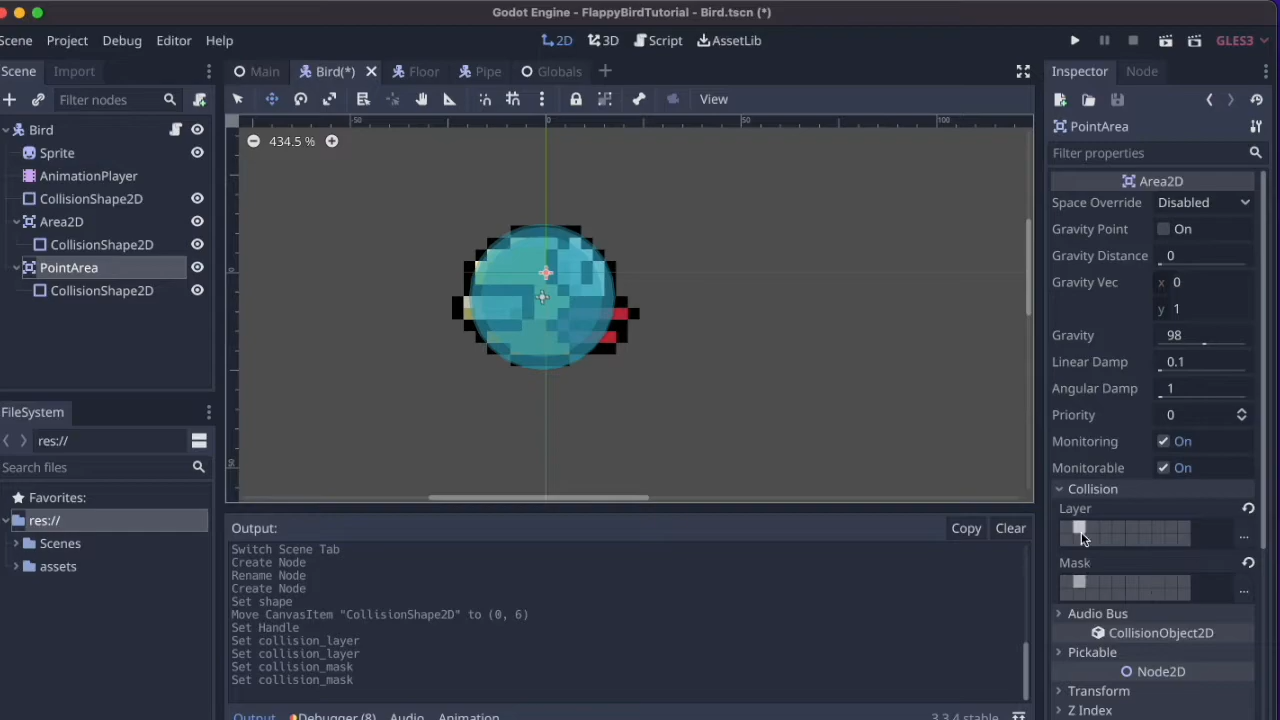 Godot Engine - FlappyBirdTutorial - Bird.tscn (*)
Scene Project Debug Editor Help 2D 3D Script AssetLib GLES3
Scene Import Main Bird(*) Floor Pipe Globals Inspector Node
Filter nodes View
434.5 %
-50 0 50 100
50
Bird
Sprite
AnimationPlayer
CollisionShape2D
Area2D
CollisionShape2D
PointArea
CollisionShape2D
FileSystem
res://
Search files
Favorites:
res://
Scenes
assets
Output: Copy Clear
Switch Scene Tab
Create Node
Rename Node
Create Node
Set shape
Move CanvasItem "CollisionShape2D" to (0, 6)
Set Handle
Set collision_layer
Set collision_layer
Set collision_mask
Set collision_mask
Output Debugger (8) Audio Animation 3.3.4.stable
PointArea
Filter properties
Area2D
Space Override Disabled
Gravity Point On
Gravity Distance 0
Gravity Vec x 0
y 1
Gravity 98
Linear Damp 0.1
Angular Damp 1
Priority 0
Monitoring On
Monitorable On
Collision
Layer
...
Mask
...
Audio Bus
CollisionObject2D
Pickable
Node2D
Transform
Z Index